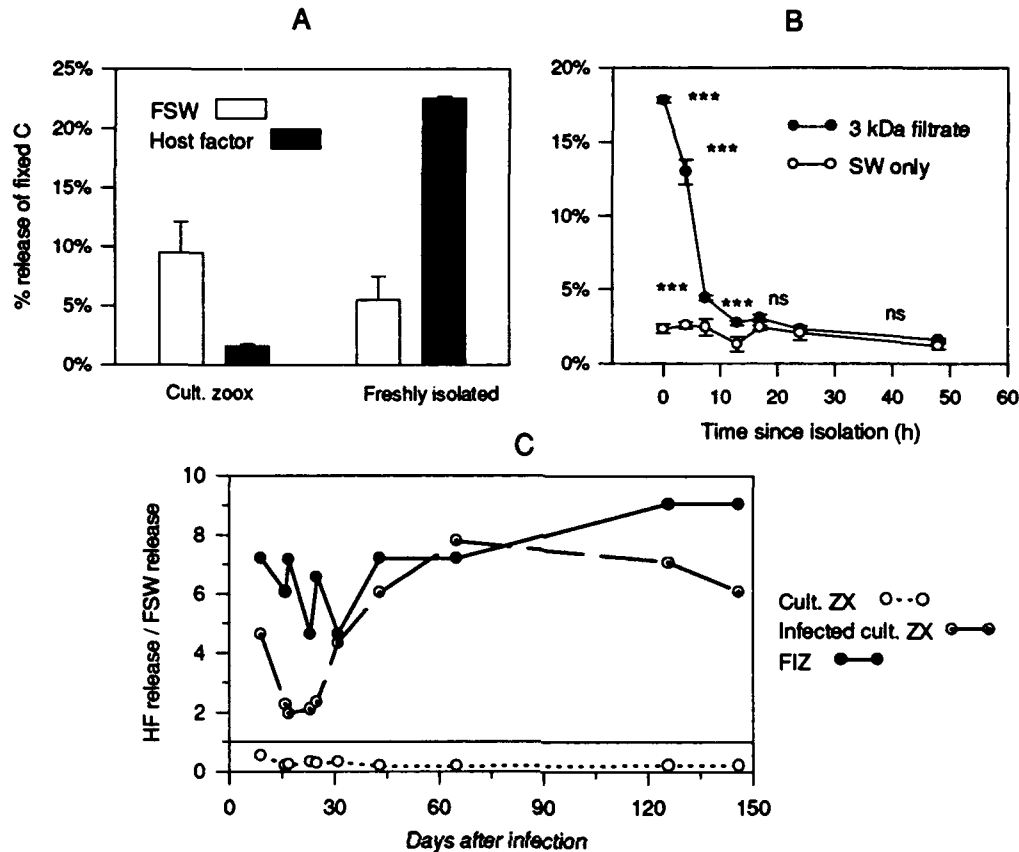 A
25%
20%
15%
10%
5%
0%
% release of fixed C
FSW
Host factor
Cult. zoox
Freshly isolated
B
20%
15%
10%
5%
0%
***
***
***
***
ns
ns
3 kDa filtrate
SW only
0 10 20 30 40 50 60
Time since isolation (h)
C
10
8
6
4
2
0
HF release / FSW release
0 30 60 90 120 150
Days after infection
Cult. ZX
Infected cult. ZX
FIZ